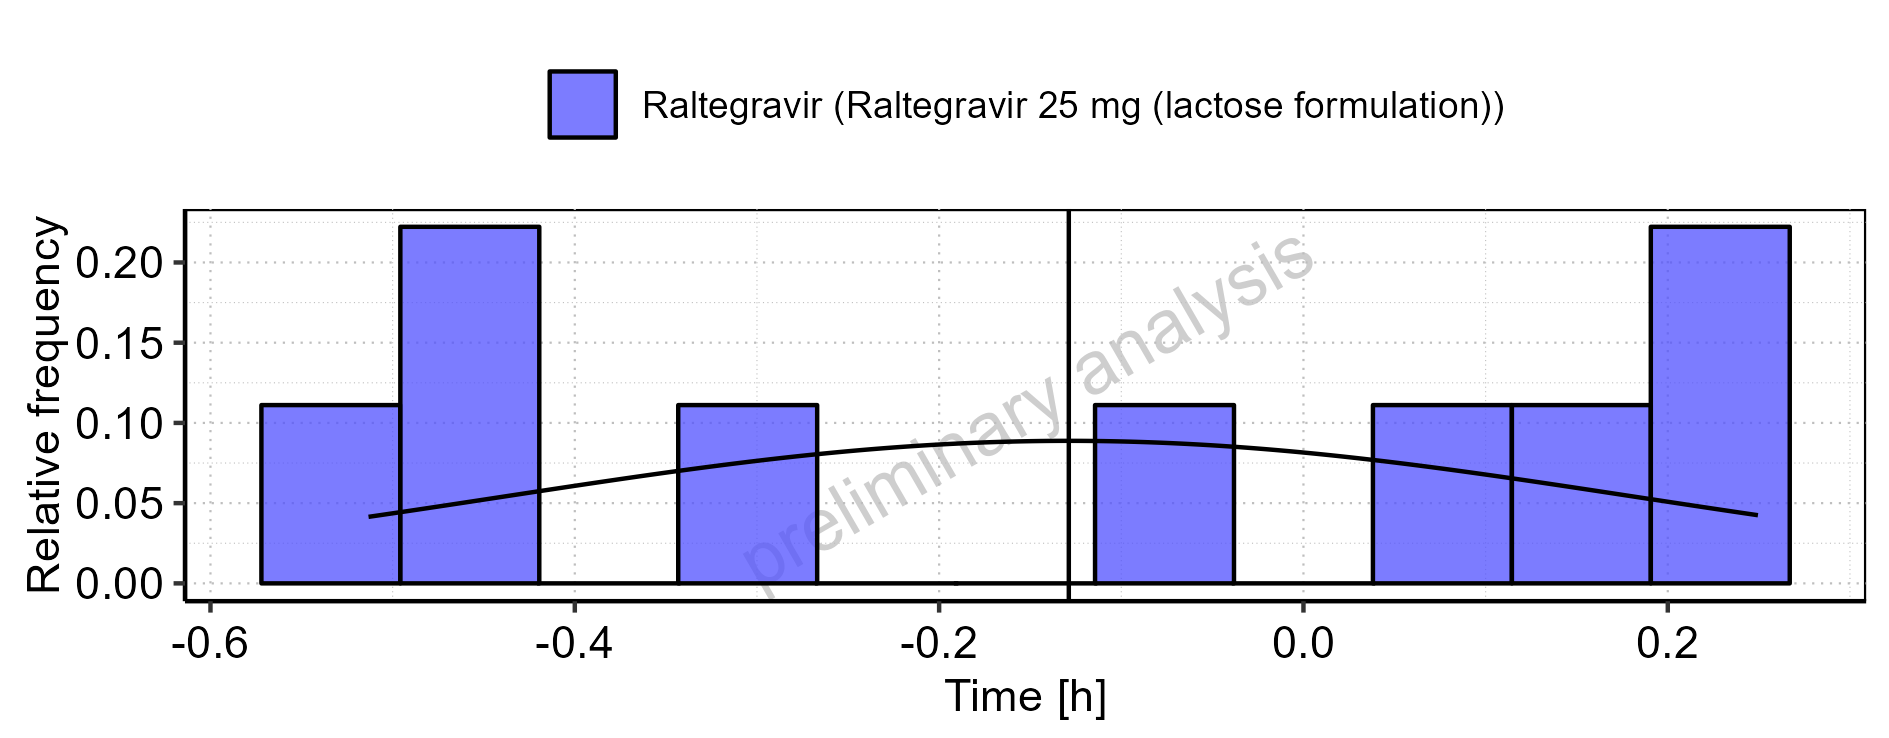 Raltegravir (Raltegravir 25 mg (lactose formulation))
Relative frequency
0.20
0.15
0.10
0.05
0.00
preliminary analysis
-0.6 -0.4 -0.2 0.0 0.2
Time [h]